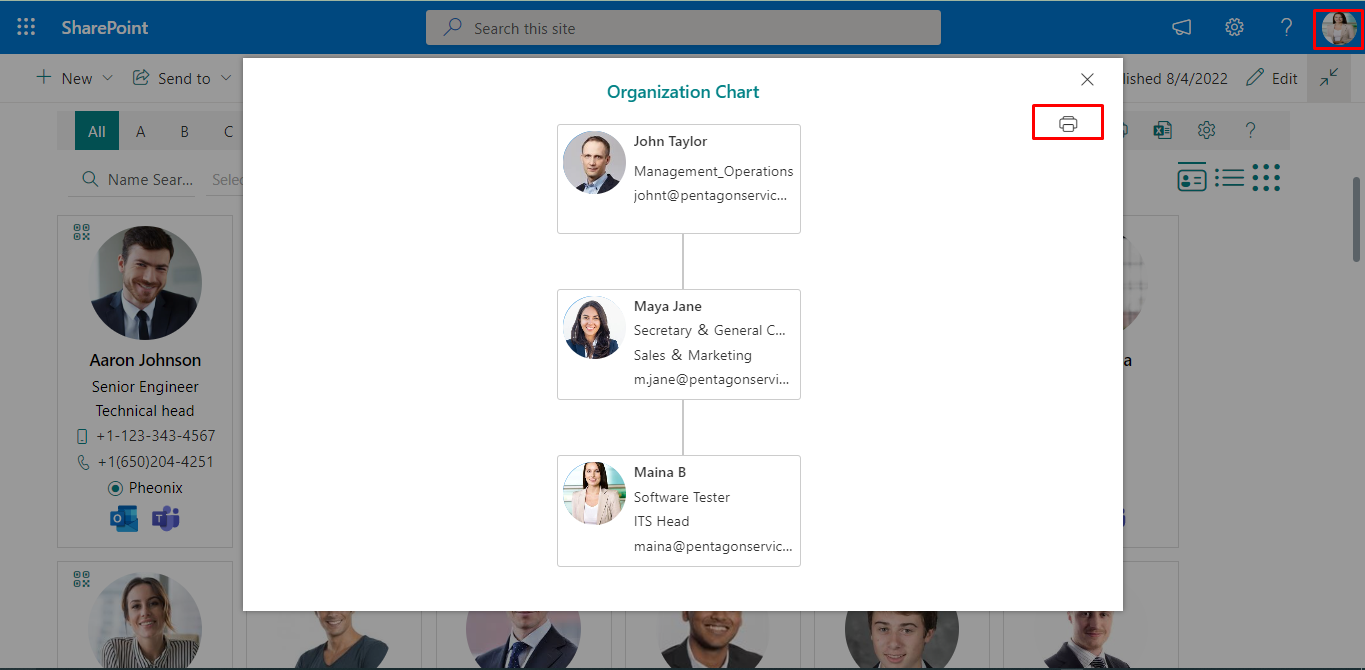 SharePoint
Search this site
?
New
Send to
lished 8/4/2022
Edit
Organization Chart
All
A
B
C
?
Name Sear...
Selec
John Taylor
Management_Operations
johnt@pentagonservic...
Maya Jane
Secretary & General C...
Sales & Marketing
m.jane@pentagonservi...
Maina B
Software Tester
ITS Head
maina@pentagonservic...
Aaron Johnson
Senior Engineer
Technical head
+1-123-343-4567
+1(650)204-4251
Pheonix
a